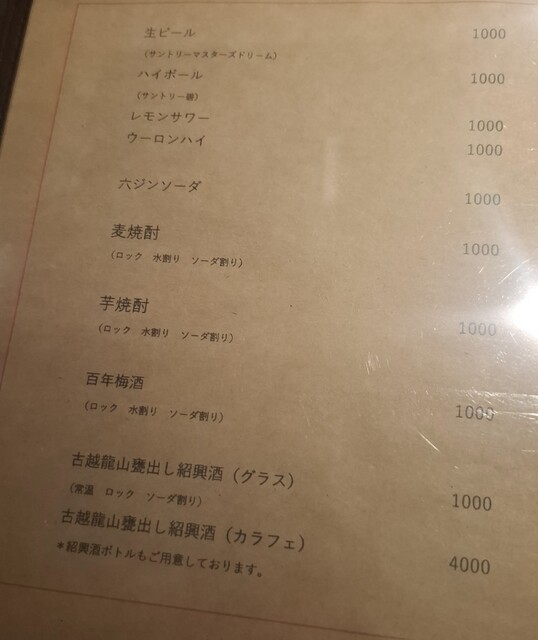 生ビール 1000
(サントリーマスターズドリーム)
ハイボール 1000
(サントリー碧)
レモンサワー 1000
ウーロンハイ 1000
六ジンソーダ 1000
麦焼酎 1000
(ロック 水割り ソーダ割り)
芋焼酎 1000
(ロック 水割り ソーダ割り)
百年梅酒 1000
(ロック 水割り ソーダ割り)
古越龍山甕出し紹興酒(グラス) 1000
(常温 ロック ソーダ割り)
古越龍山甕出し紹興酒(カラフェ) 4000
*紹興酒ボトルもご用意しております。